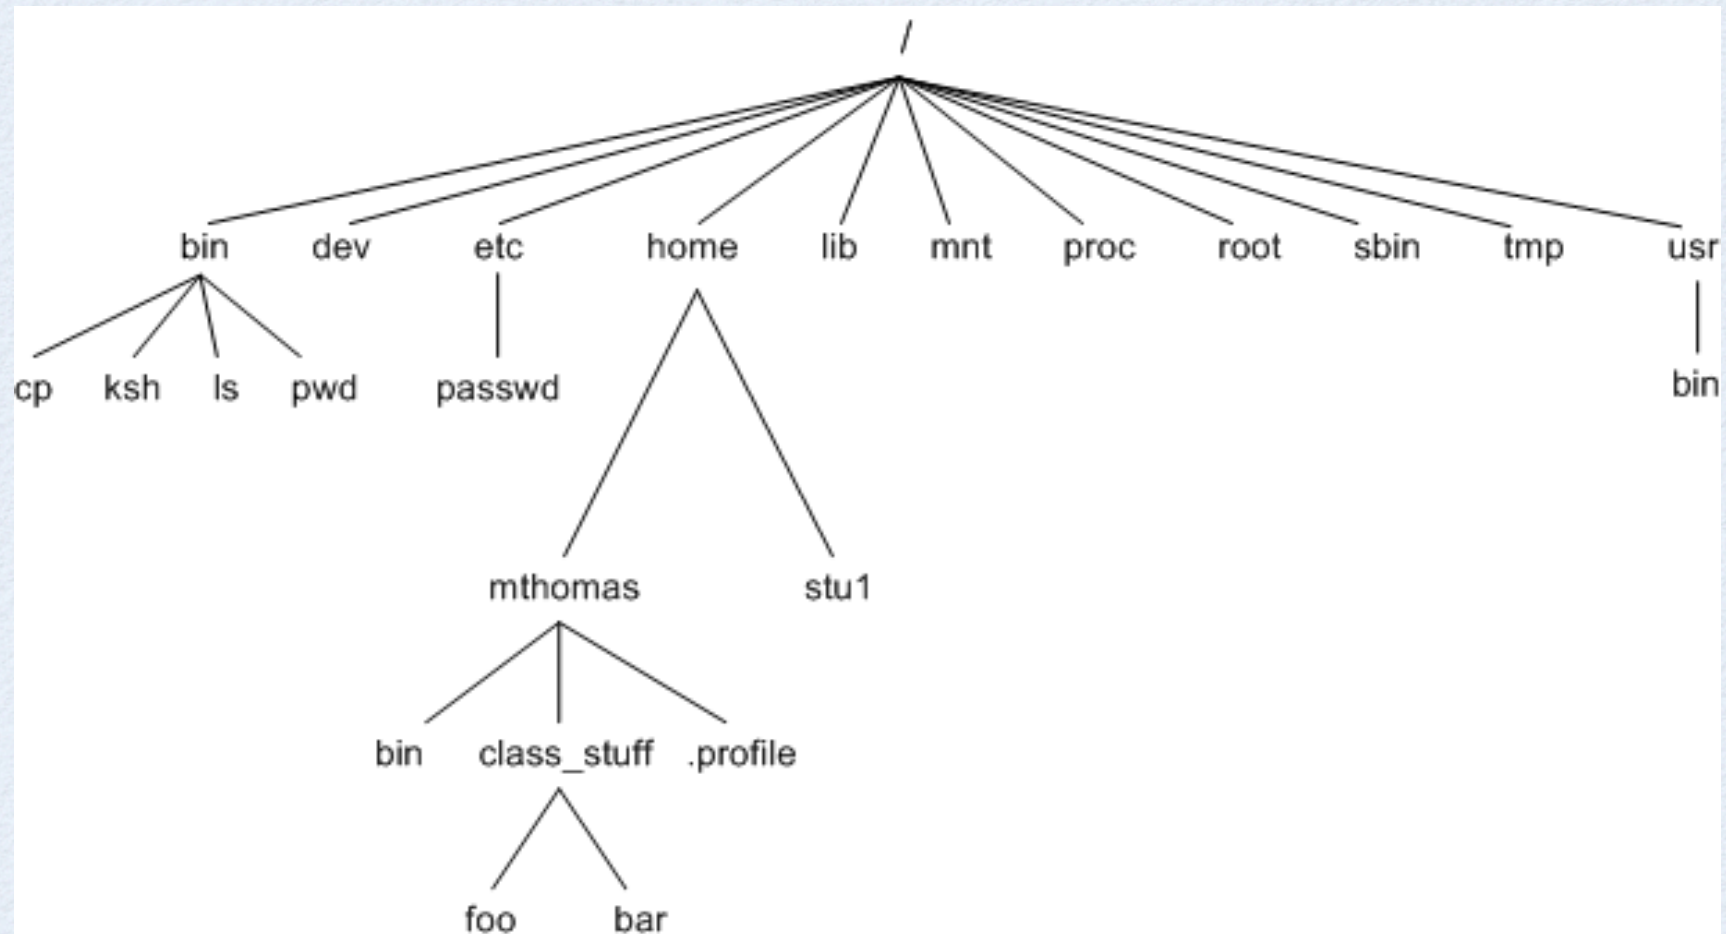 /
bin dev etc home lib mnt proc root sbin tmp usr
cp ksh ls pwd passwd bin
mthomas stu1
bin class_stuff .profile
foo bar